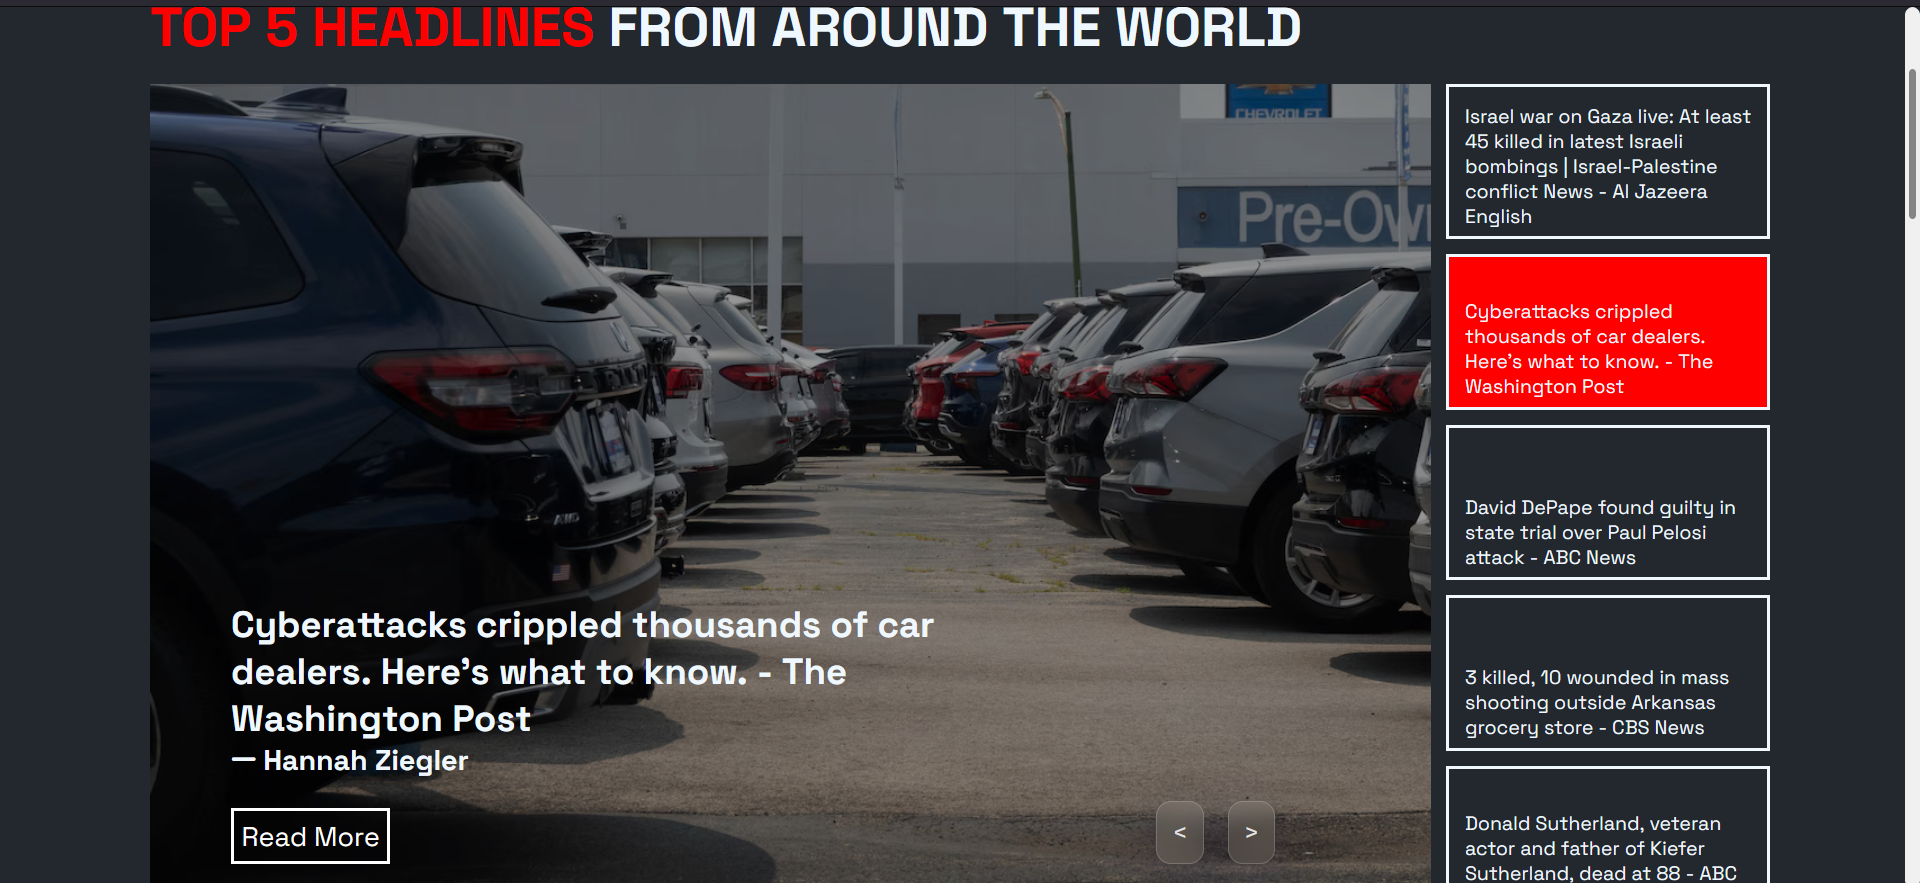 TOP 5 HEADLINES FROM AROUND THE WORLD
CHEVROLET
Pre-Ow
Cyberattacks crippled thousands of car
dealers. Here’s what to know. - The
Washington Post
— Hannah Ziegler
Read More
< >
Israel war on Gaza live: At least
45 killed in latest Israeli
bombings | Israel-Palestine
conflict News - Al Jazeera
English
Cyberattacks crippled
thousands of car dealers.
Here’s what to know. - The
Washington Post
David DePape found guilty in
state trial over Paul Pelosi
attack - ABC News
3 killed, 10 wounded in mass
shooting outside Arkansas
grocery store - CBS News
Donald Sutherland, veteran
actor and father of Kiefer
Sutherland, dead at 88 - ABC